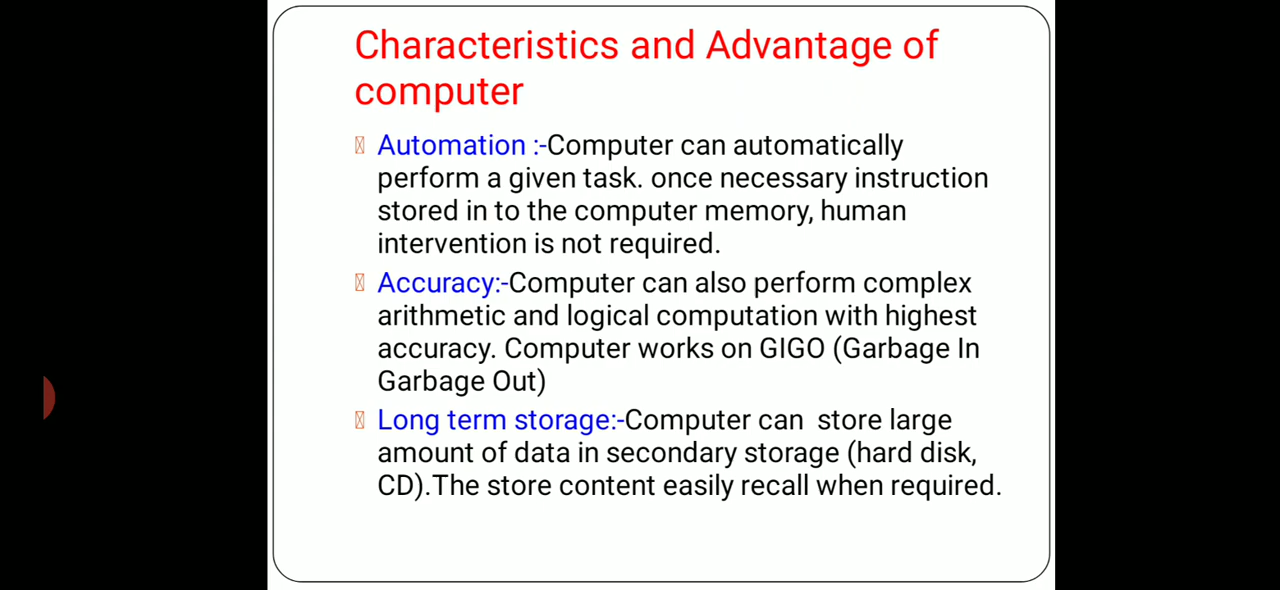 Characteristics and Advantage of
computer
Automation :-Computer can automatically
perform a given task. once necessary instruction
stored in to the computer memory, human
intervention is not required.
Accuracy:-Computer can also perform complex
arithmetic and logical computation with highest
accuracy. Computer works on GIGO (Garbage In
Garbage Out)
Long term storage:-Computer can  store large
amount of data in secondary storage (hard disk,
CD).The store content easily recall when required.